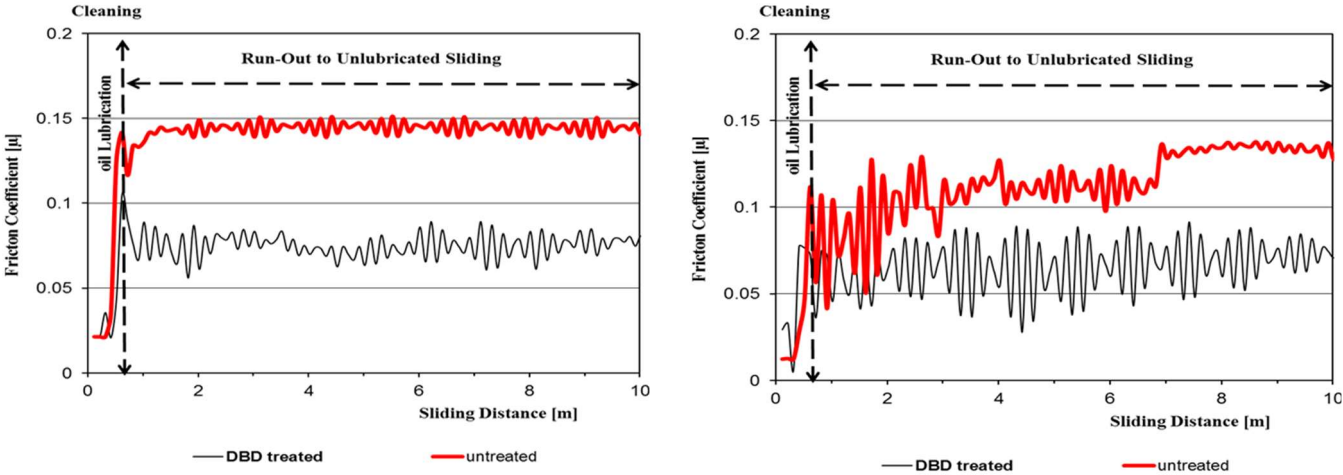 Cleaning
0.2
Run-Out to Unlubricated Sliding
oil Lubrication
0.15
0.1
0.05
0
Fricton Coefficient [µ]
0 2 4 6 8 10
Sliding Distance [m]
DBD treated untreated
Cleaning
0.2
Run-Out to Unlubricated Sliding
oil Lubrication
0.15
0.1
0.05
0
Fricton Coefficient [µ]
0 2 4 6 8 10
Sliding Distance [m]
DBD treated untreated